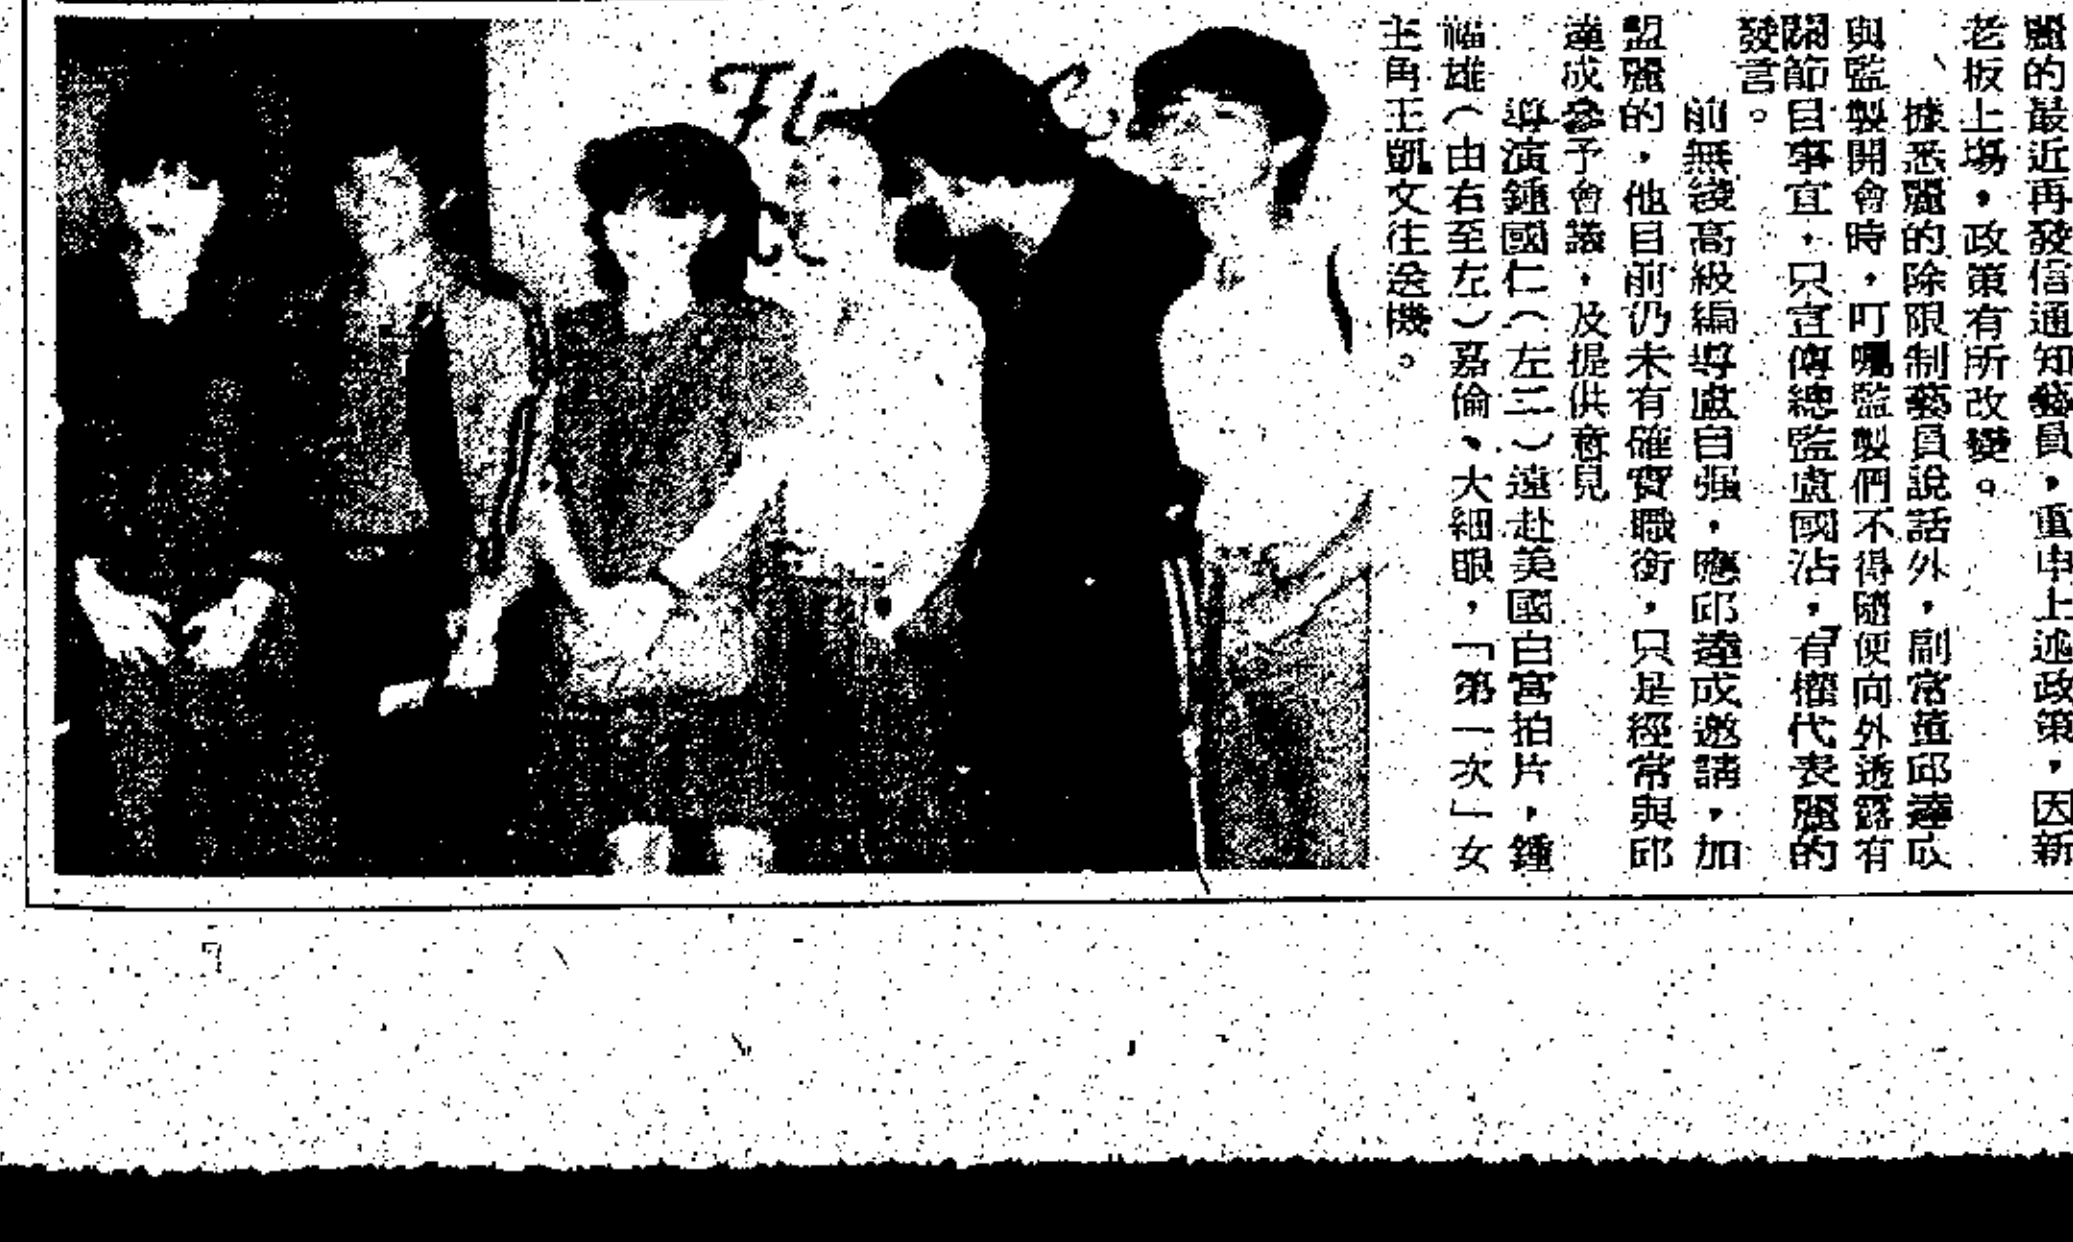 麗的最近再發信通知藝員，重申上述政策，因新
老板上場，政策有所改變。
據悉麗的除限制藝員說話外，副常董邱達成
與監製開會時，叮囑監製們不得隨便向外透露有
關節目事宜，只宣傳總監盧國沾，有權代表麗的
發言。
前無綫高級編導盧自强，應邱達成邀請，加
盟麗的，他目前仍未有確實職銜，只是經常與邱
達成參予會議，及提供意見
導演鍾國仁（左三）遠赴美國白宮拍片，鍾
福雄（由右至左）嘉倫、大細眼，「第一次」女
主角王凱文往送機。